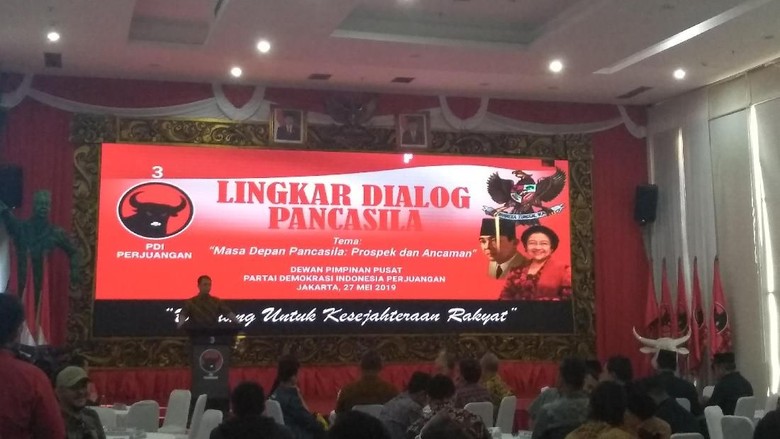 3
PDI
PERJUANGAN
LINGKAR DIALOG
PANCASILA
Tema:
"Masa Depan Pancasila: Prospek dan Ancaman"
DEWAN PIMPINAN PUSAT
PARTAI DEMOKRASI INDONESIA PERJUANGAN
JAKARTA, 27 MEI 2019
Untuk Kesejahteraan Rakyat"
3